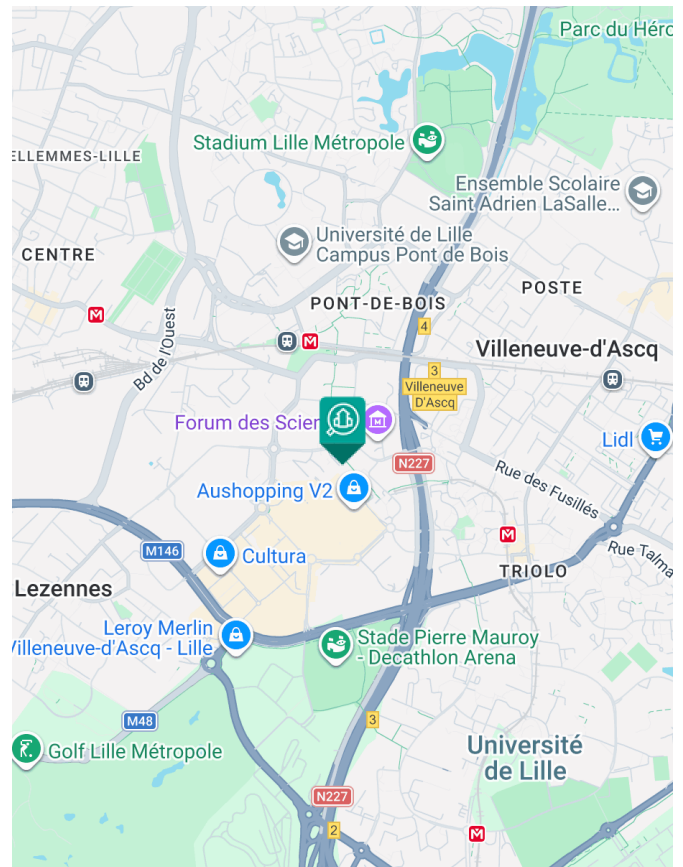 Parc du Héro
Stadium Lille Métropole
ELLEMMES-LILLE
Ensemble Scolaire
Saint Adrien LaSalle...
Université de Lille
Campus Pont de Bois
CENTRE
POSTE
PONT-DE-BOIS
M
Bd de l'Ouest
4
M
Villeneuve-d'Ascq
3
Villeneuve
D'Ascq
Forum des Scien
M
Lidl
N227
Aushopping V2
Rue des Fusillés
M
M146
Cultura
Rue Talma
TRIOLO
Lezennes
Leroy Merlin
Villeneuve-d'Ascq - Lille
Stade Pierre Mauroy
- Decathlon Arena
M48
3
Golf Lille Métropole
Université
de Lille
N227
2
M